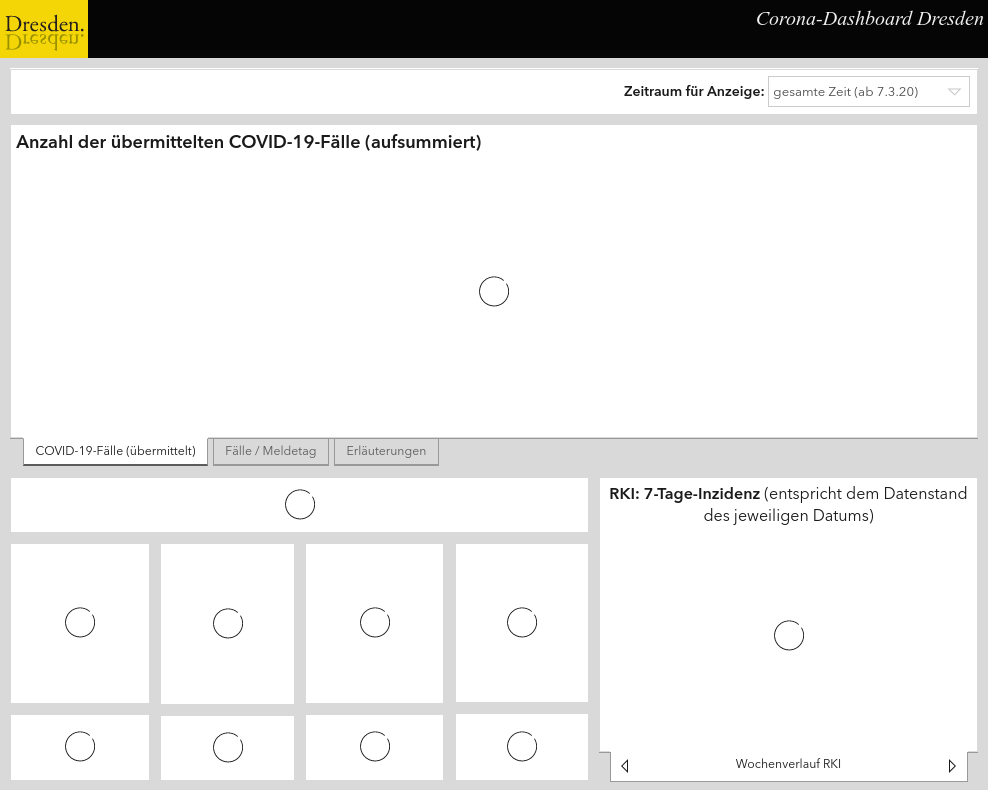 Dresden.
Dresden.
Corona-Dashboard Dresden
Zeitraum für Anzeige: gesamte Zeit (ab 7.3.20)
Anzahl der übermittelten COVID-19-Fälle (aufsummiert)
COVID-19-Fälle (übermittelt) Fälle / Meldetag Erläuterungen
RKI: 7-Tage-Inzidenz (entspricht dem Datenstand
des jeweiligen Datums)
Wochenverlauf RKI